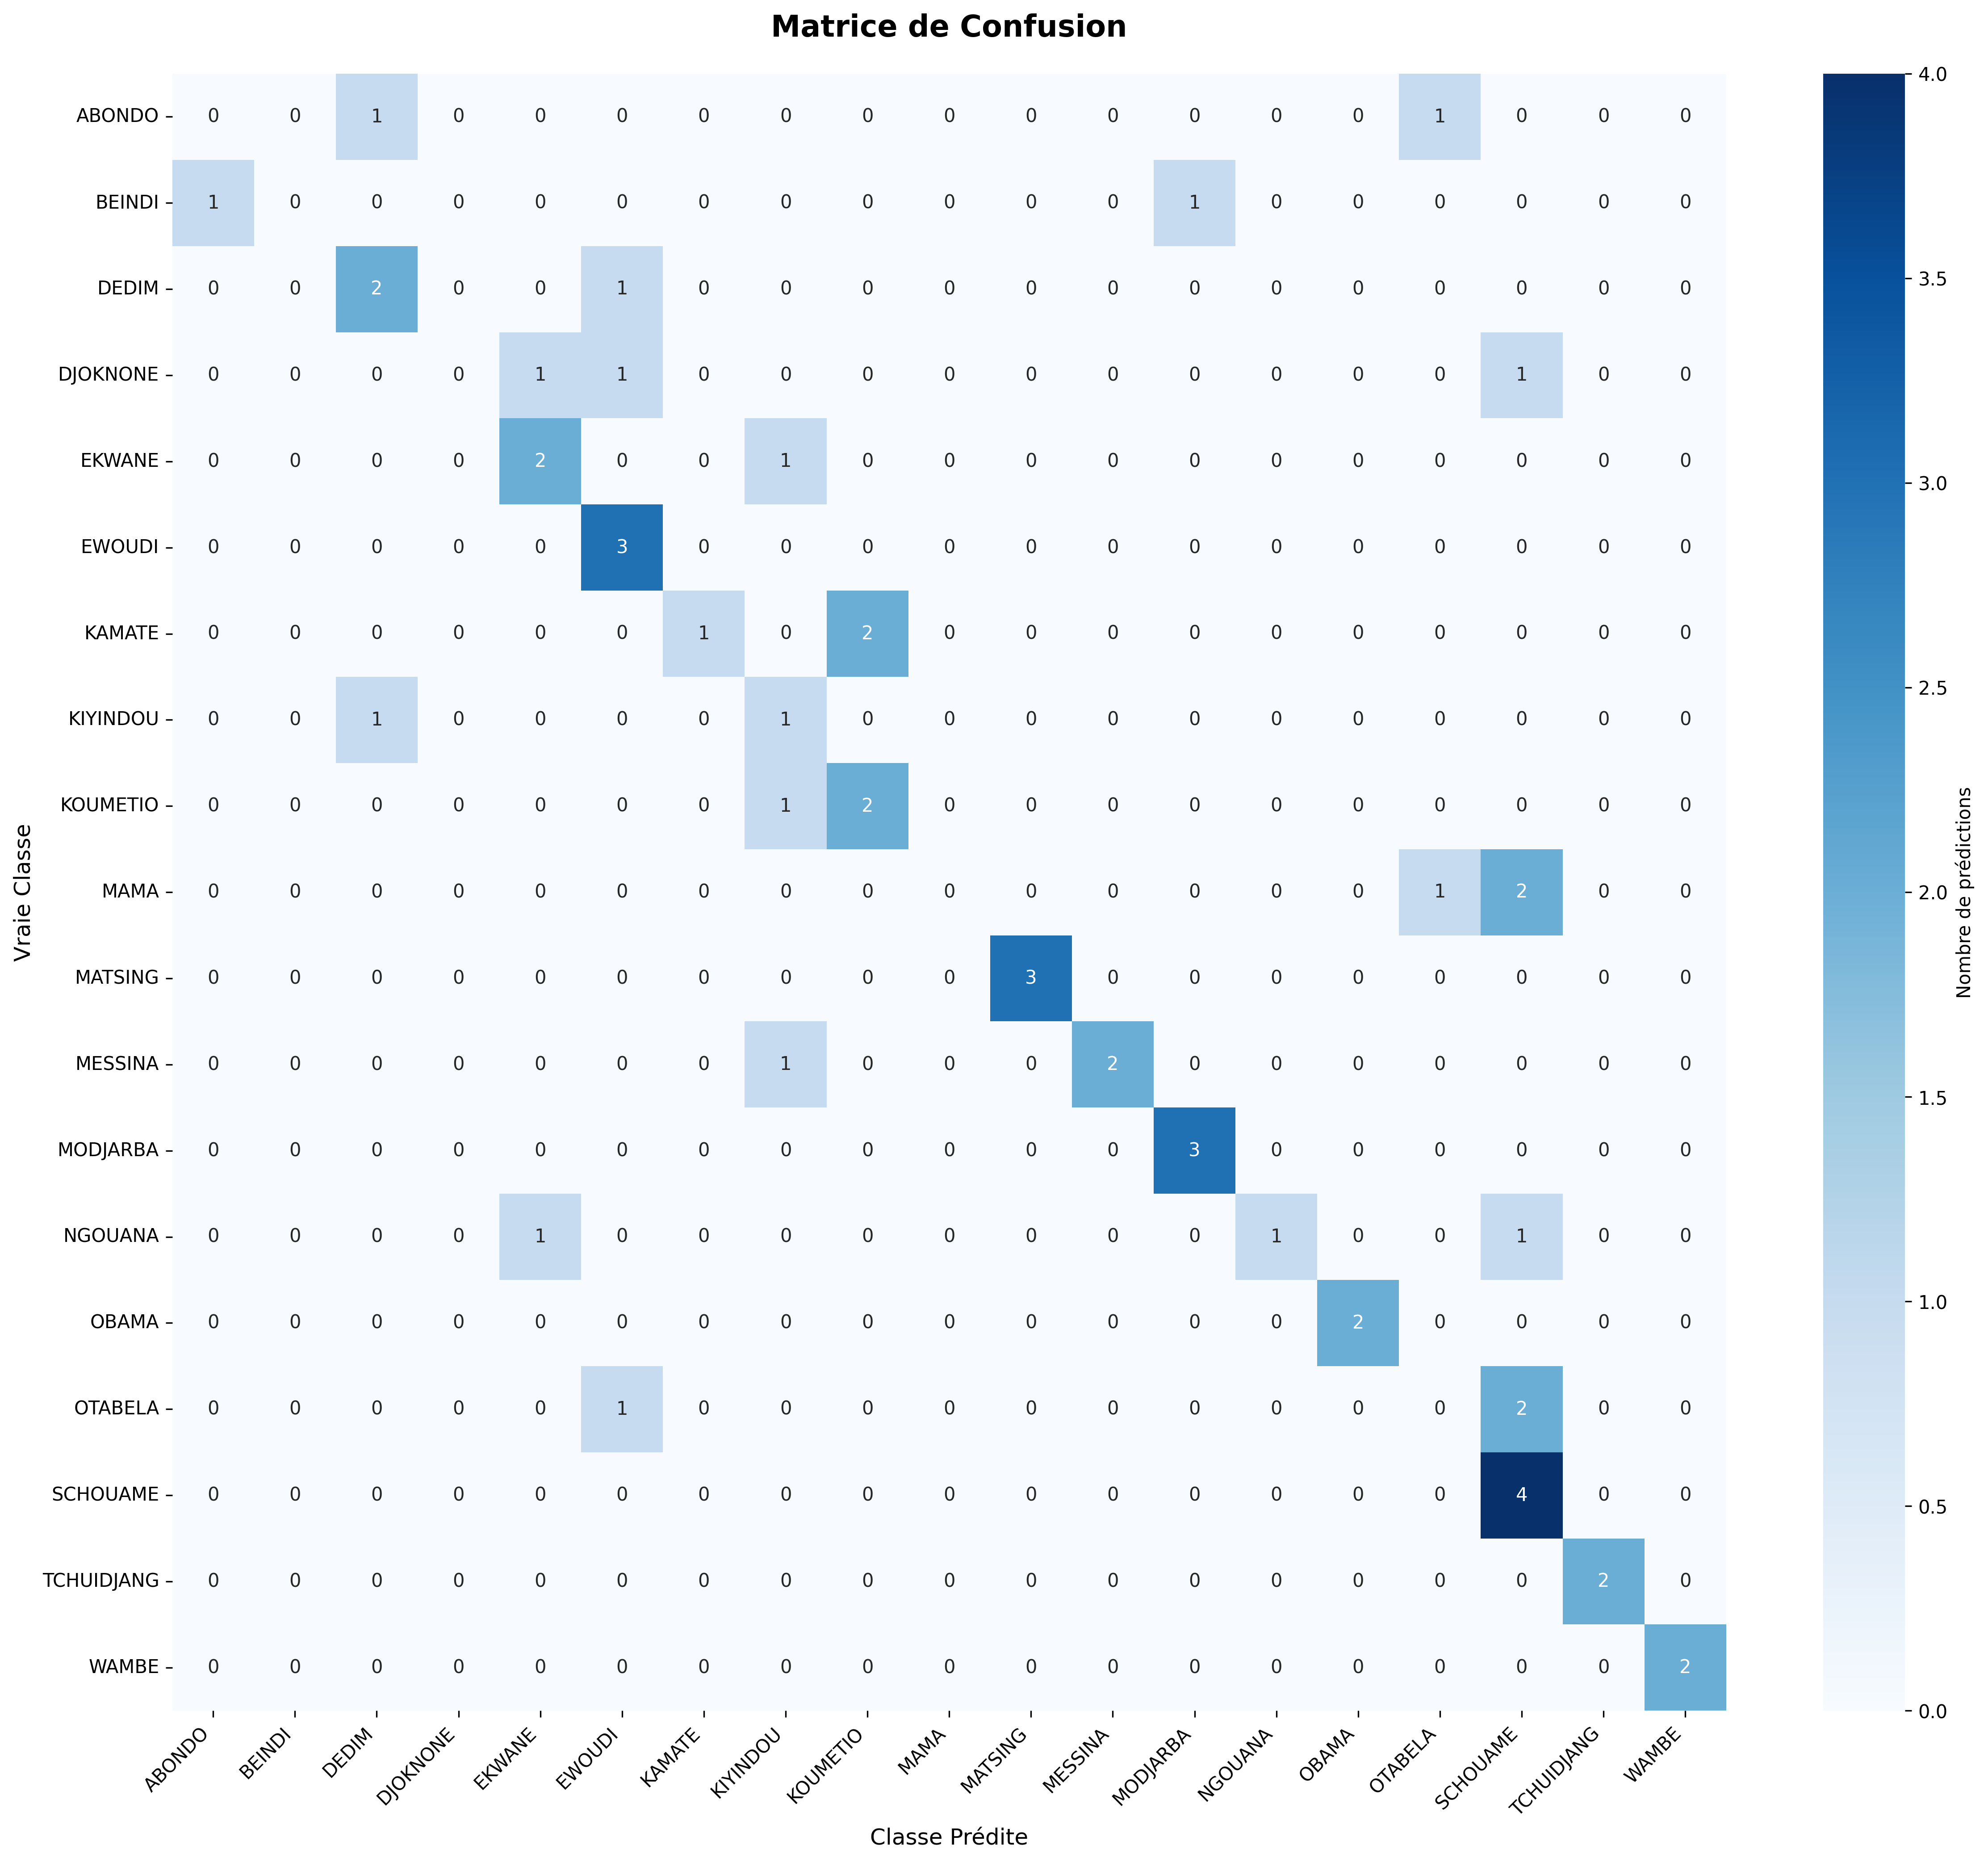 Matrice de Confusion
ABONDO 0 0 1 0 0 0 0 0 0 0 0 0 0 0 0 1 0 0 0
BEINDI 1 0 0 0 0 0 0 0 0 0 0 0 1 0 0 0 0 0 0
DEDIM 0 0 2 0 0 1 0 0 0 0 0 0 0 0 0 0 0 0 0
DJOKNONE 0 0 0 0 1 1 0 0 0 0 0 0 0 0 0 0 1 0 0
EKWANE 0 0 0 0 2 0 0 1 0 0 0 0 0 0 0 0 0 0 0
EWOUDI 0 0 0 0 0 3 0 0 0 0 0 0 0 0 0 0 0 0 0
KAMATE 0 0 0 0 0 0 1 0 2 0 0 0 0 0 0 0 0 0 0
KIYINDOU 0 0 1 0 0 0 0 1 0 0 0 0 0 0 0 0 0 0 0
KOUMETIO 0 0 0 0 0 0 0 1 2 0 0 0 0 0 0 0 0 0 0
MAMA 0 0 0 0 0 0 0 0 0 0 0 0 0 0 0 1 2 0 0
MATSING 0 0 0 0 0 0 0 0 0 0 3 0 0 0 0 0 0 0 0
MESSINA 0 0 0 0 0 0 0 1 0 0 0 2 0 0 0 0 0 0 0
MODJARBA 0 0 0 0 0 0 0 0 0 0 0 0 3 0 0 0 0 0 0
NGOUANA 0 0 0 0 1 0 0 0 0 0 0 0 0 1 0 0 1 0 0
OBAMA 0 0 0 0 0 0 0 0 0 0 0 0 0 0 2 0 0 0 0
OTABELA 0 0 0 0 0 1 0 0 0 0 0 0 0 0 0 0 2 0 0
SCHOUAME 0 0 0 0 0 0 0 0 0 0 0 0 0 0 0 0 4 0 0
TCHUIDJANG 0 0 0 0 0 0 0 0 0 0 0 0 0 0 0 0 0 2 0
WAMBE 0 0 0 0 0 0 0 0 0 0 0 0 0 0 0 0 0 0 2
ABONDO BEINDI DEDIM DJOKNONE EKWANE EWOUDI KAMATE KIYINDOU KOUMETIO MAMA MATSING MESSINA MODJARBA NGOUANA OBAMA OTABELA SCHOUAME TCHUIDJANG WAMBE
Classe Prédite
Vraie Classe
4.0
3.5
3.0
2.5
2.0
1.5
1.0
0.5
0.0
Nombre de prédictions